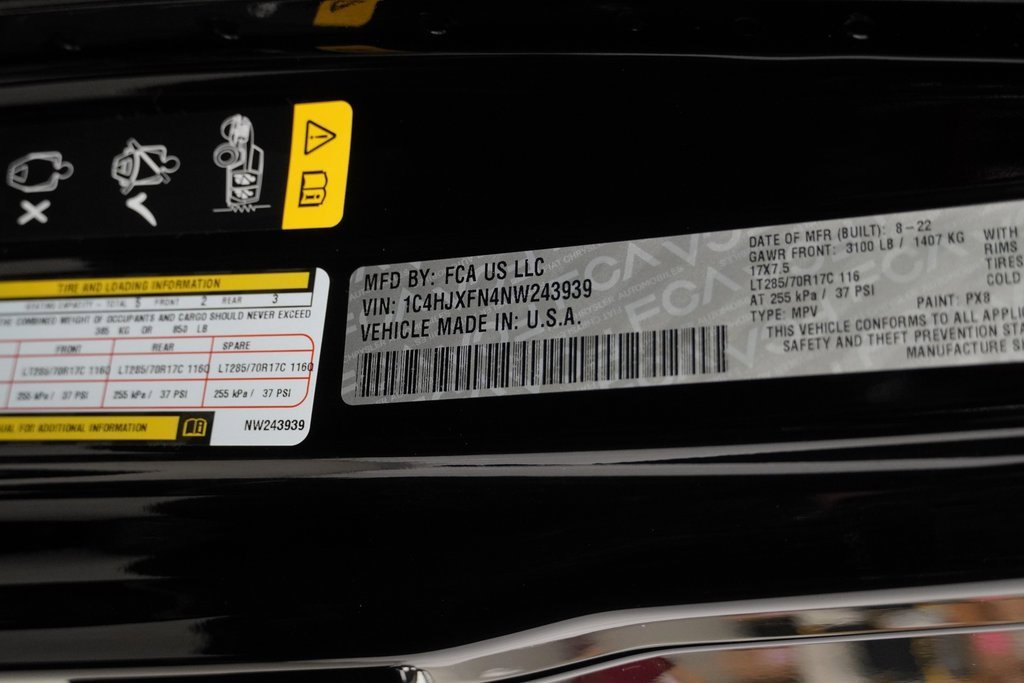 TIRE AND LOADING INFORMATION
SEATING CAPACITY - TOTAL 5 FRONT 2 REAR 3
THE COMBINED WEIGHT OF OCCUPANTS AND CARGO SHOULD NEVER EXCEED
385 KG OR 850 LB
FRONT REAR SPARE
LT285/70R17C 116Q LT285/70R17C 116Q LT285/70R17C 116Q
255 kPa / 37 PSI 255 kPa / 37 PSI 255 kPa / 37 PSI
FOR ADDITIONAL INFORMATION
NW243939
MFD BY: FCA US LLC
VIN: 1C4HJXFN4NW243939
VEHICLE MADE IN: U.S.A.
DATE OF MFR (BUILT): 8-22
GAWR FRONT: 3100 LB / 1407 KG WITH
17X7.5 RIMS
LT285/70R17C 116 TIRES
AT 255 kPa / 37 PSI COLD
TYPE: MPV PAINT: PX8
THIS VEHICLE CONFORMS TO ALL
SAFETY AND THEFT PREVENTION
MANUFACTURE